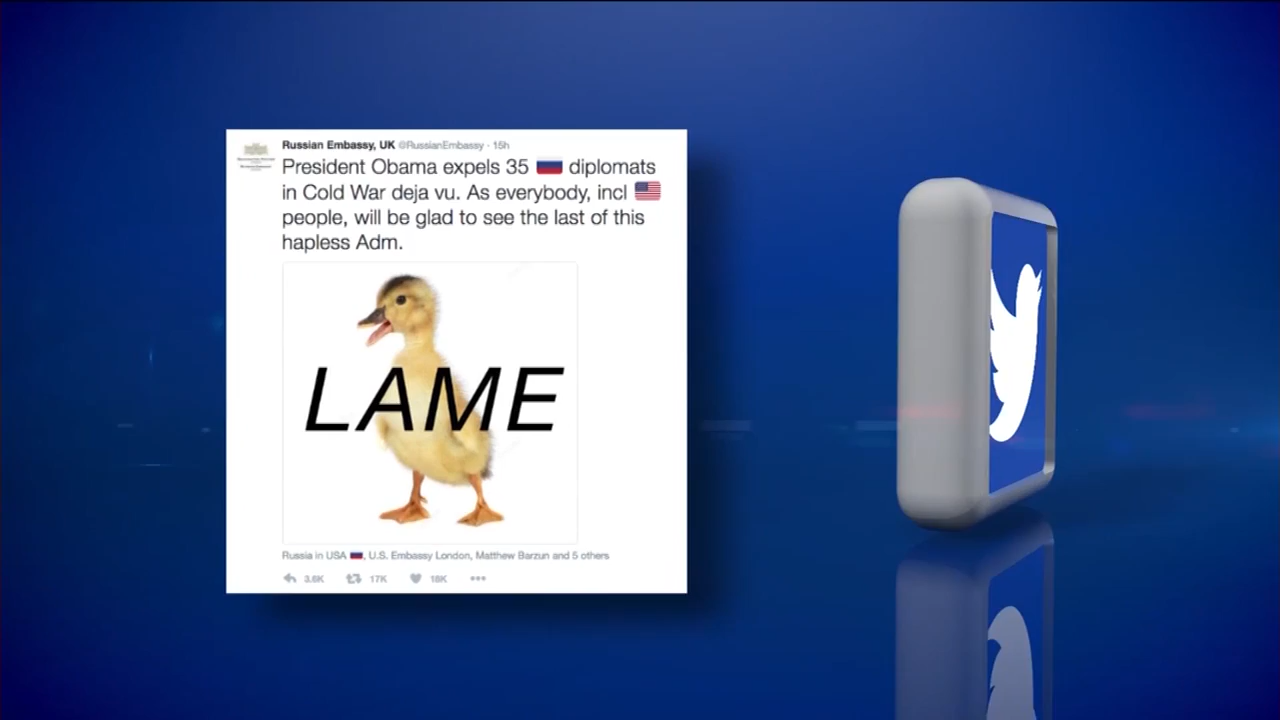 Russian Embassy, UK @RussianEmbassy · 15h
President Obama expels 35 🇷🇺 diplomats
in Cold War deja vu. As everybody, incl 🇺🇸
people, will be glad to see the last of this
hapless Adm.
LAME
Russia in USA 🇷🇺, U.S. Embassy London, Matthew Barzun and 5 others
3.6K 17K 18K